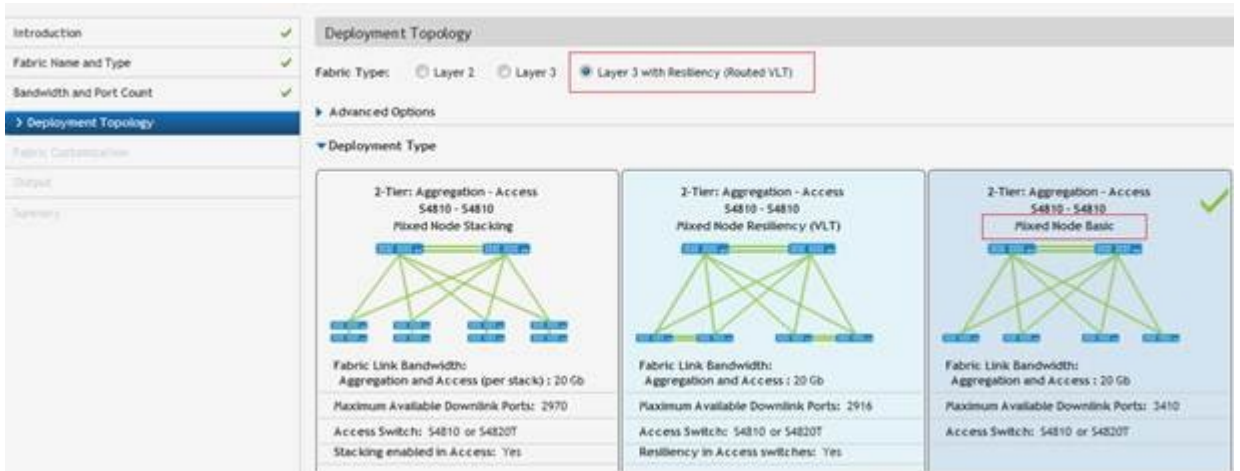 Introduction
Fabric Name and Type
Bandwidth and Port Count
> Deployment Topology
Fabric Customization
Output
Summary
Deployment Topology
Fabric Type: Layer 2 Layer 3 Layer 3 with Resiliency (Routed VLT)
Advanced Options
Deployment Type
2-Tier: Aggregation - Access
S4810 - S4810
Mixed Node Stacking
Fabric Link Bandwidth:
Aggregation and Access (per stack) : 20 Gb
Maximum Available Downlink Ports: 2970
Access Switch: S4810 or S4820T
Stacking enabled in Access: Yes
2-Tier: Aggregation - Access
S4810 - S4810
Mixed Node Resiliency (VLT)
Fabric Link Bandwidth:
Aggregation and Access : 20 Gb
Maximum Available Downlink Ports: 2916
Access Switch: S4810 or S4820T
Resiliency in Access switches: Yes
2-Tier: Aggregation - Access
S4810 - S4810
Mixed Node Basic
Fabric Link Bandwidth:
Aggregation and Access : 20 Gb
Maximum Available Downlink Ports: 3410
Access Switch: S4810 or S4820T